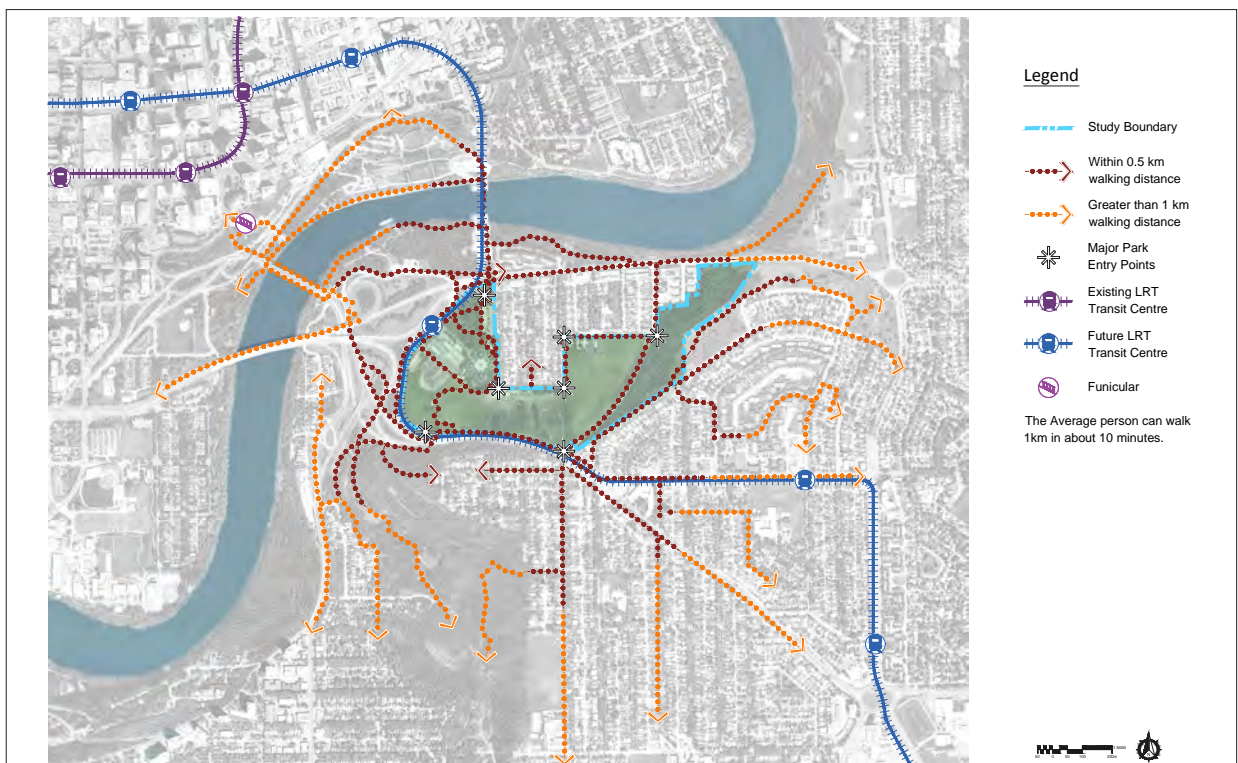 Legend
Study Boundary
Within 0.5 km
walking distance
Greater than 1 km
walking distance
Major Park
Entry Points
Existing LRT
Transit Centre
Future LRT
Transit Centre
Funicular
The Average person can walk
1km in about 10 minutes.